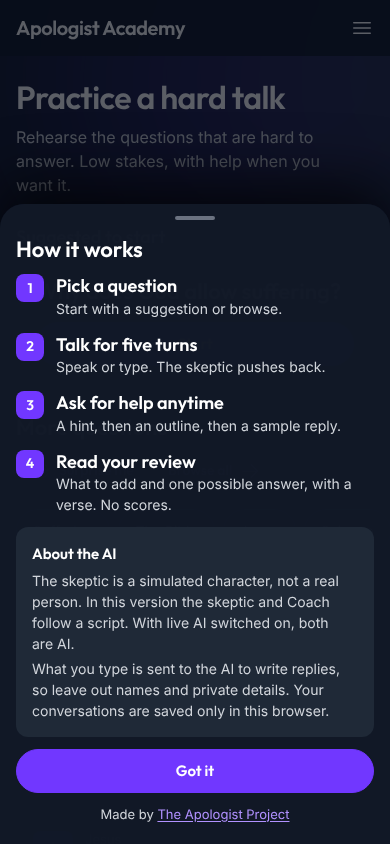 Apologist Academy
Practice a hard talk
Rehearse the questions that are hard to
answer. Low stakes, with help when you
want it.
How it works
1 Pick a question
Start with a suggestion or browse.
2 Talk for five turns
Speak or type. The skeptic pushes back.
3 Ask for help anytime
A hint, then an outline, then a sample reply.
4 Read your review
What to add and one possible answer, with a
verse. No scores.
About the AI
The skeptic is a simulated character, not a real
person. In this version the skeptic and Coach
follow a script. With live AI switched on, both
are AI.
What you type is sent to the AI to write replies,
so leave out names and private details. Your
conversations are saved only in this browser.
Got it
Made by The Apologist Project